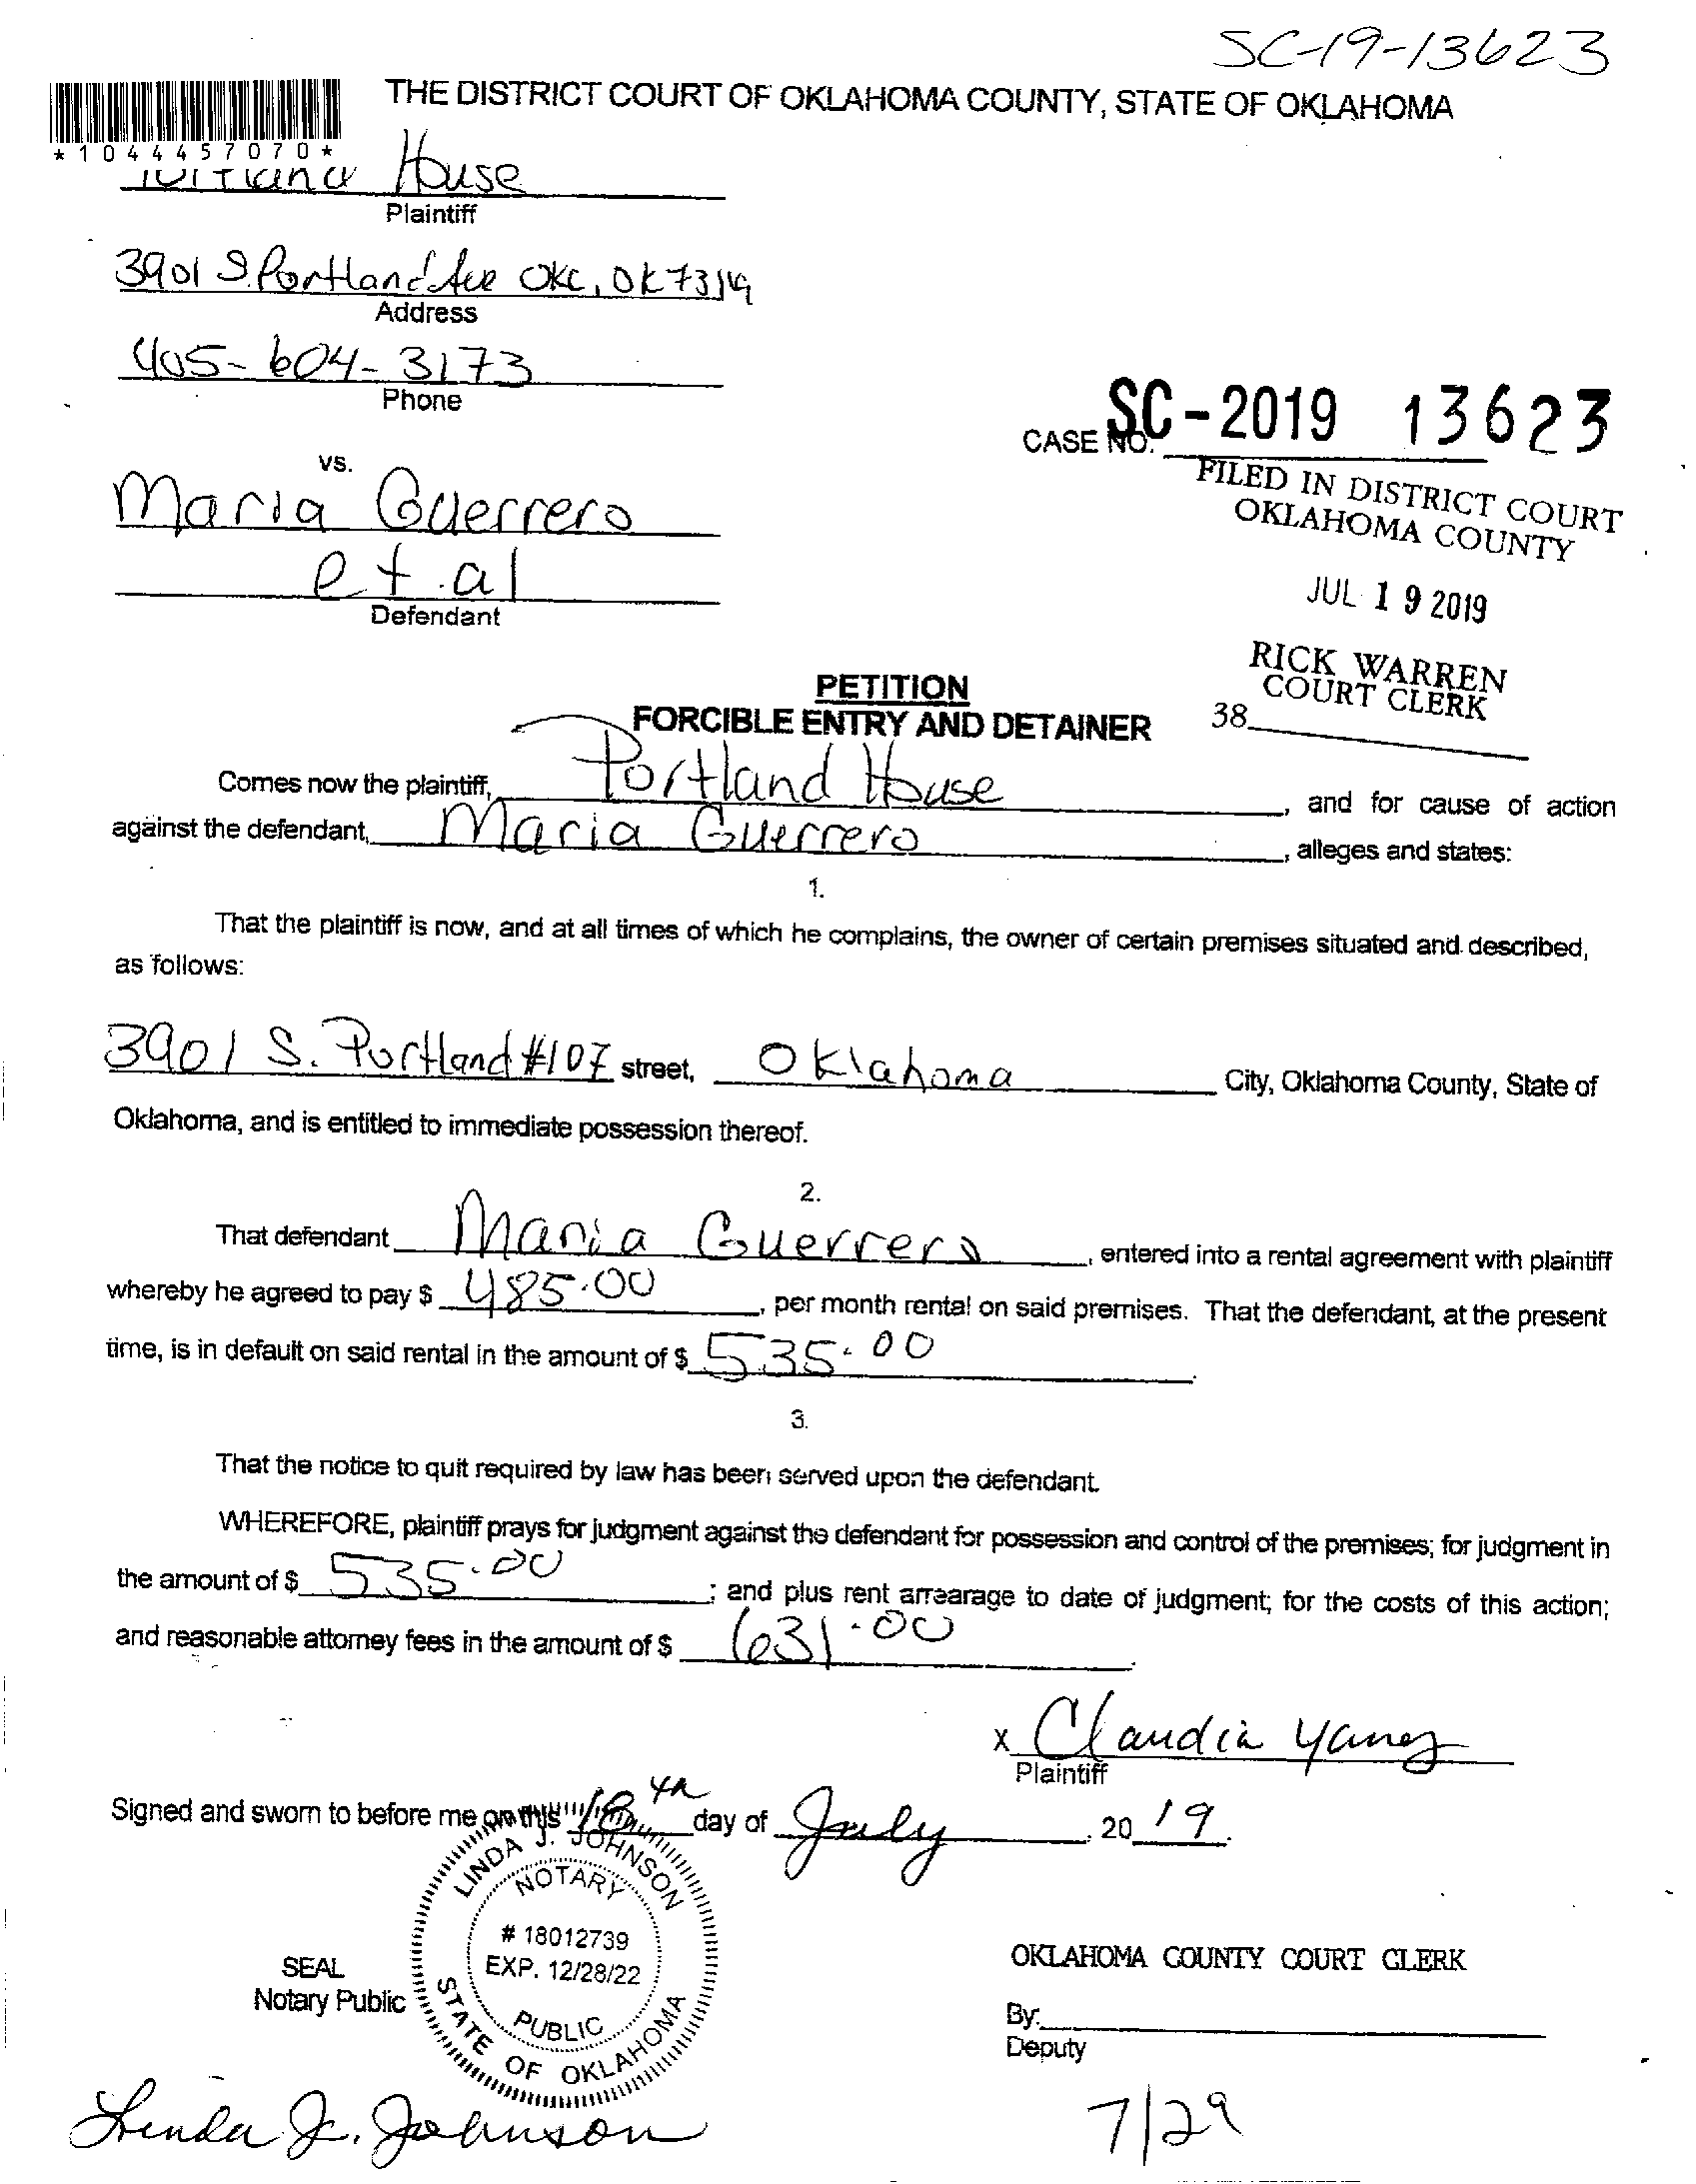 SC-19-13623
THE DISTRICT COURT OF OKLAHOMA COUNTY, STATE OF OKLAHOMA
*1044457070*
Portland House
Plaintiff
3901 S. Portland Ave OKC, OK 73119
Address
405-604-3173
Phone
CASE NO. SC-2019 13623
vs.
FILED IN DISTRICT COURT
OKLAHOMA COUNTY
Maria Guerrero
et.al
Defendant
JUL 19 2019
RICK WARREN
COURT CLERK
38
PETITION
FORCIBLE ENTRY AND DETAINER
Comes now the plaintiff, Portland House, and for cause of action
against the defendant, Maria Guerrero, alleges and states:
1.
That the plaintiff is now, and at all times of which he complains, the owner of certain premises situated and described,
as follows:
3901 S. Portland #107 street, Oklahoma City, Oklahoma County, State of
Oklahoma, and is entitled to immediate possession thereof.
2.
That defendant Maria Guerrero, entered into a rental agreement with plaintiff
whereby he agreed to pay $ 485.00, per month rental on said premises. That the defendant, at the present
time, is in default on said rental in the amount of $ 535.00.
3.
That the notice to quit required by law has been served upon the defendant.
WHEREFORE, plaintiff prays for judgment against the defendant for possession and control of the premises; for judgment in
the amount of $ 535.00; and plus rent arrearage to date of judgment; for the costs of this action;
and reasonable attorney fees in the amount of $ 631.00.
x Claudia Yanez
Plaintiff
Signed and sworn to before me on this 18th day of July, 20 19.
LINDA J. JOHNSON
NOTARY
# 18012739
EXP. 12/28/22
PUBLIC
STATE OF OKLAHOMA
SEAL
Notary Public
OKLAHOMA COUNTY COURT CLERK
By:
Deputy
Linda J. Johnson
7/29